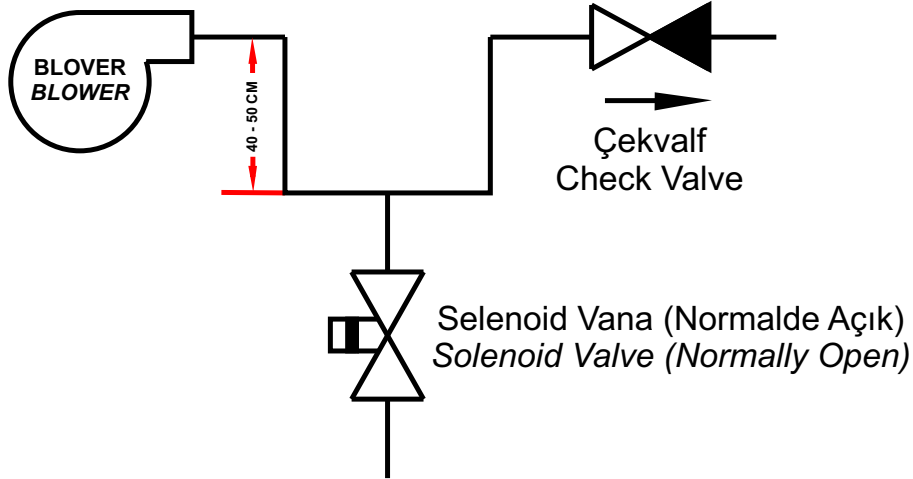 BLOVER
BLOWER
40 - 50 CM
Çekvalf
Check Valve
Selenoid Vana (Normalde Açık)
Solenoid Valve (Normally Open)